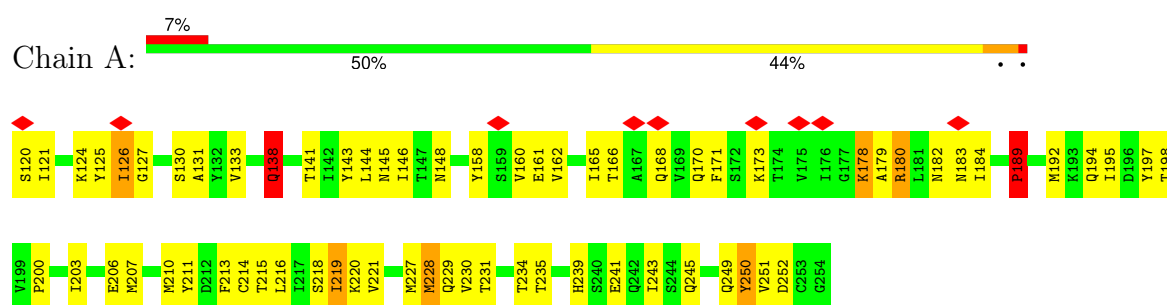 7%
Chain A:
50% 44% • •
S120 I121 K124 Y125 I126 G127 S130 A131 Y132 V133 Q138 T141 I142 Y143 L144 N145 I146 T147 N148 Y158 S159 V160 E161 V162 I165 T166 A167 Q168 V169 Q170 F171 S172 K173 T174 V175 I176 G177 K178 A179 R180 L181 N182 N183 I184 P189 M192 K193 Q194 I195 D196 Y197 T198
V199 P200 I203 E206 M207 M210 Y211 D212 F213 C214 T215 L216 I217 S218 I219 K220 V221 M227 M228 Q229 V230 T231 T234 T235 H239 S240 E241 Q242 I243 S244 Q245 Q249 Y250 V251 D252 C253 G254